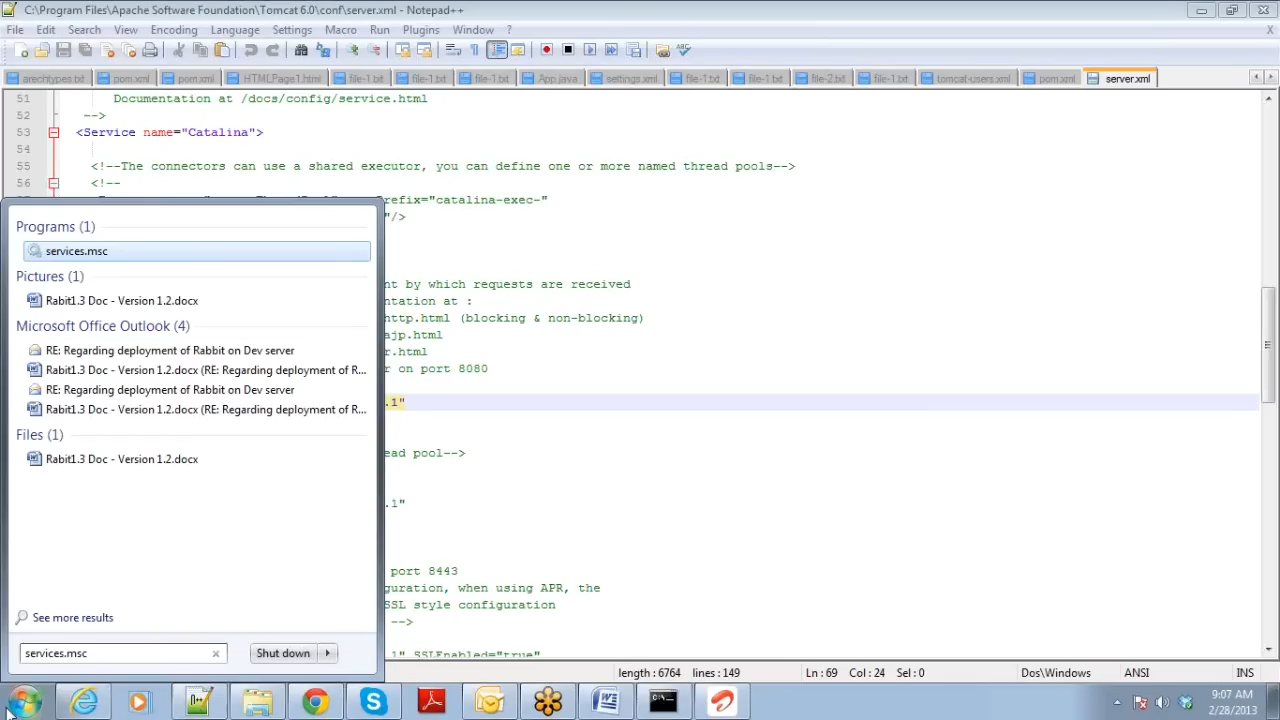 C:\Program Files\Apache Software Foundation\Tomcat 6.0\conf\server.xml - Notepad++
File Edit Search View Encoding Language Settings Macro Run Plugins Window ? X
arechtypes.txt pom.xml pom.xml HTMLPage1.html file-1.txt file-1.txt file-1.txt App.java settings.xml file-1.txt file-1.txt file-2.txt file-1.txt tomcat-users.xml pom.xml server.xml
51 Documentation at /docs/config/service.html
52 -->
53 <Service name="Catalina">
54
55 <!--The connectors can use a shared executor, you can define one or more named thread pools-->
56 <!--
Prefix="catalina-exec-"
"/>
nt by which requests are received
ntation at :
http.html (blocking & non-blocking)
ajp.html
r.html
r on port 8080
.1"
ead pool-->
.1"
port 8443
guration, when using APR, the
SSL style configuration
-->
.1" SSLEnabled="true"
Programs (1)
services.msc
Pictures (1)
Rabit1.3 Doc - Version 1.2.docx
Microsoft Office Outlook (4)
RE: Regarding deployment of Rabbit on Dev server
Rabit1.3 Doc - Version 1.2.docx (RE: Regarding deployment of R...
RE: Regarding deployment of Rabbit on Dev server
Rabit1.3 Doc - Version 1.2.docx (RE: Regarding deployment of R...
Files (1)
Rabit1.3 Doc - Version 1.2.docx
See more results
services.msc Shut down
length : 6764 lines : 149 Ln : 69 Col : 24 Sel : 0 Dos\Windows ANSI INS
9:07 AM
2/28/2013